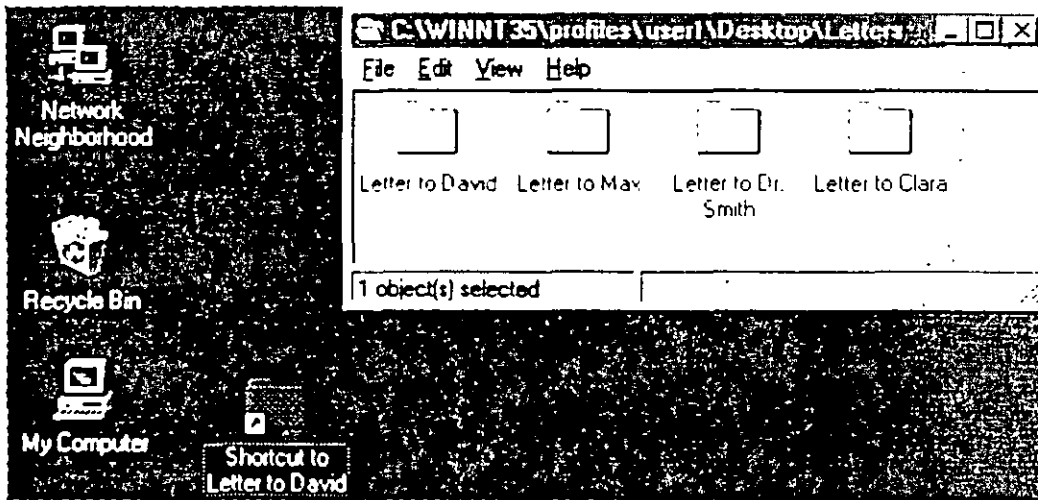 C:\WINNT35\profiles\user1\Desktop\Letters
File Edit View Help
Letter to David Letter to Max Letter to Dr. Smith Letter to Clara
1 object(s) selected
Network
Neighborhood
Recycle Bin
My Computer
Shortcut to
Letter to David